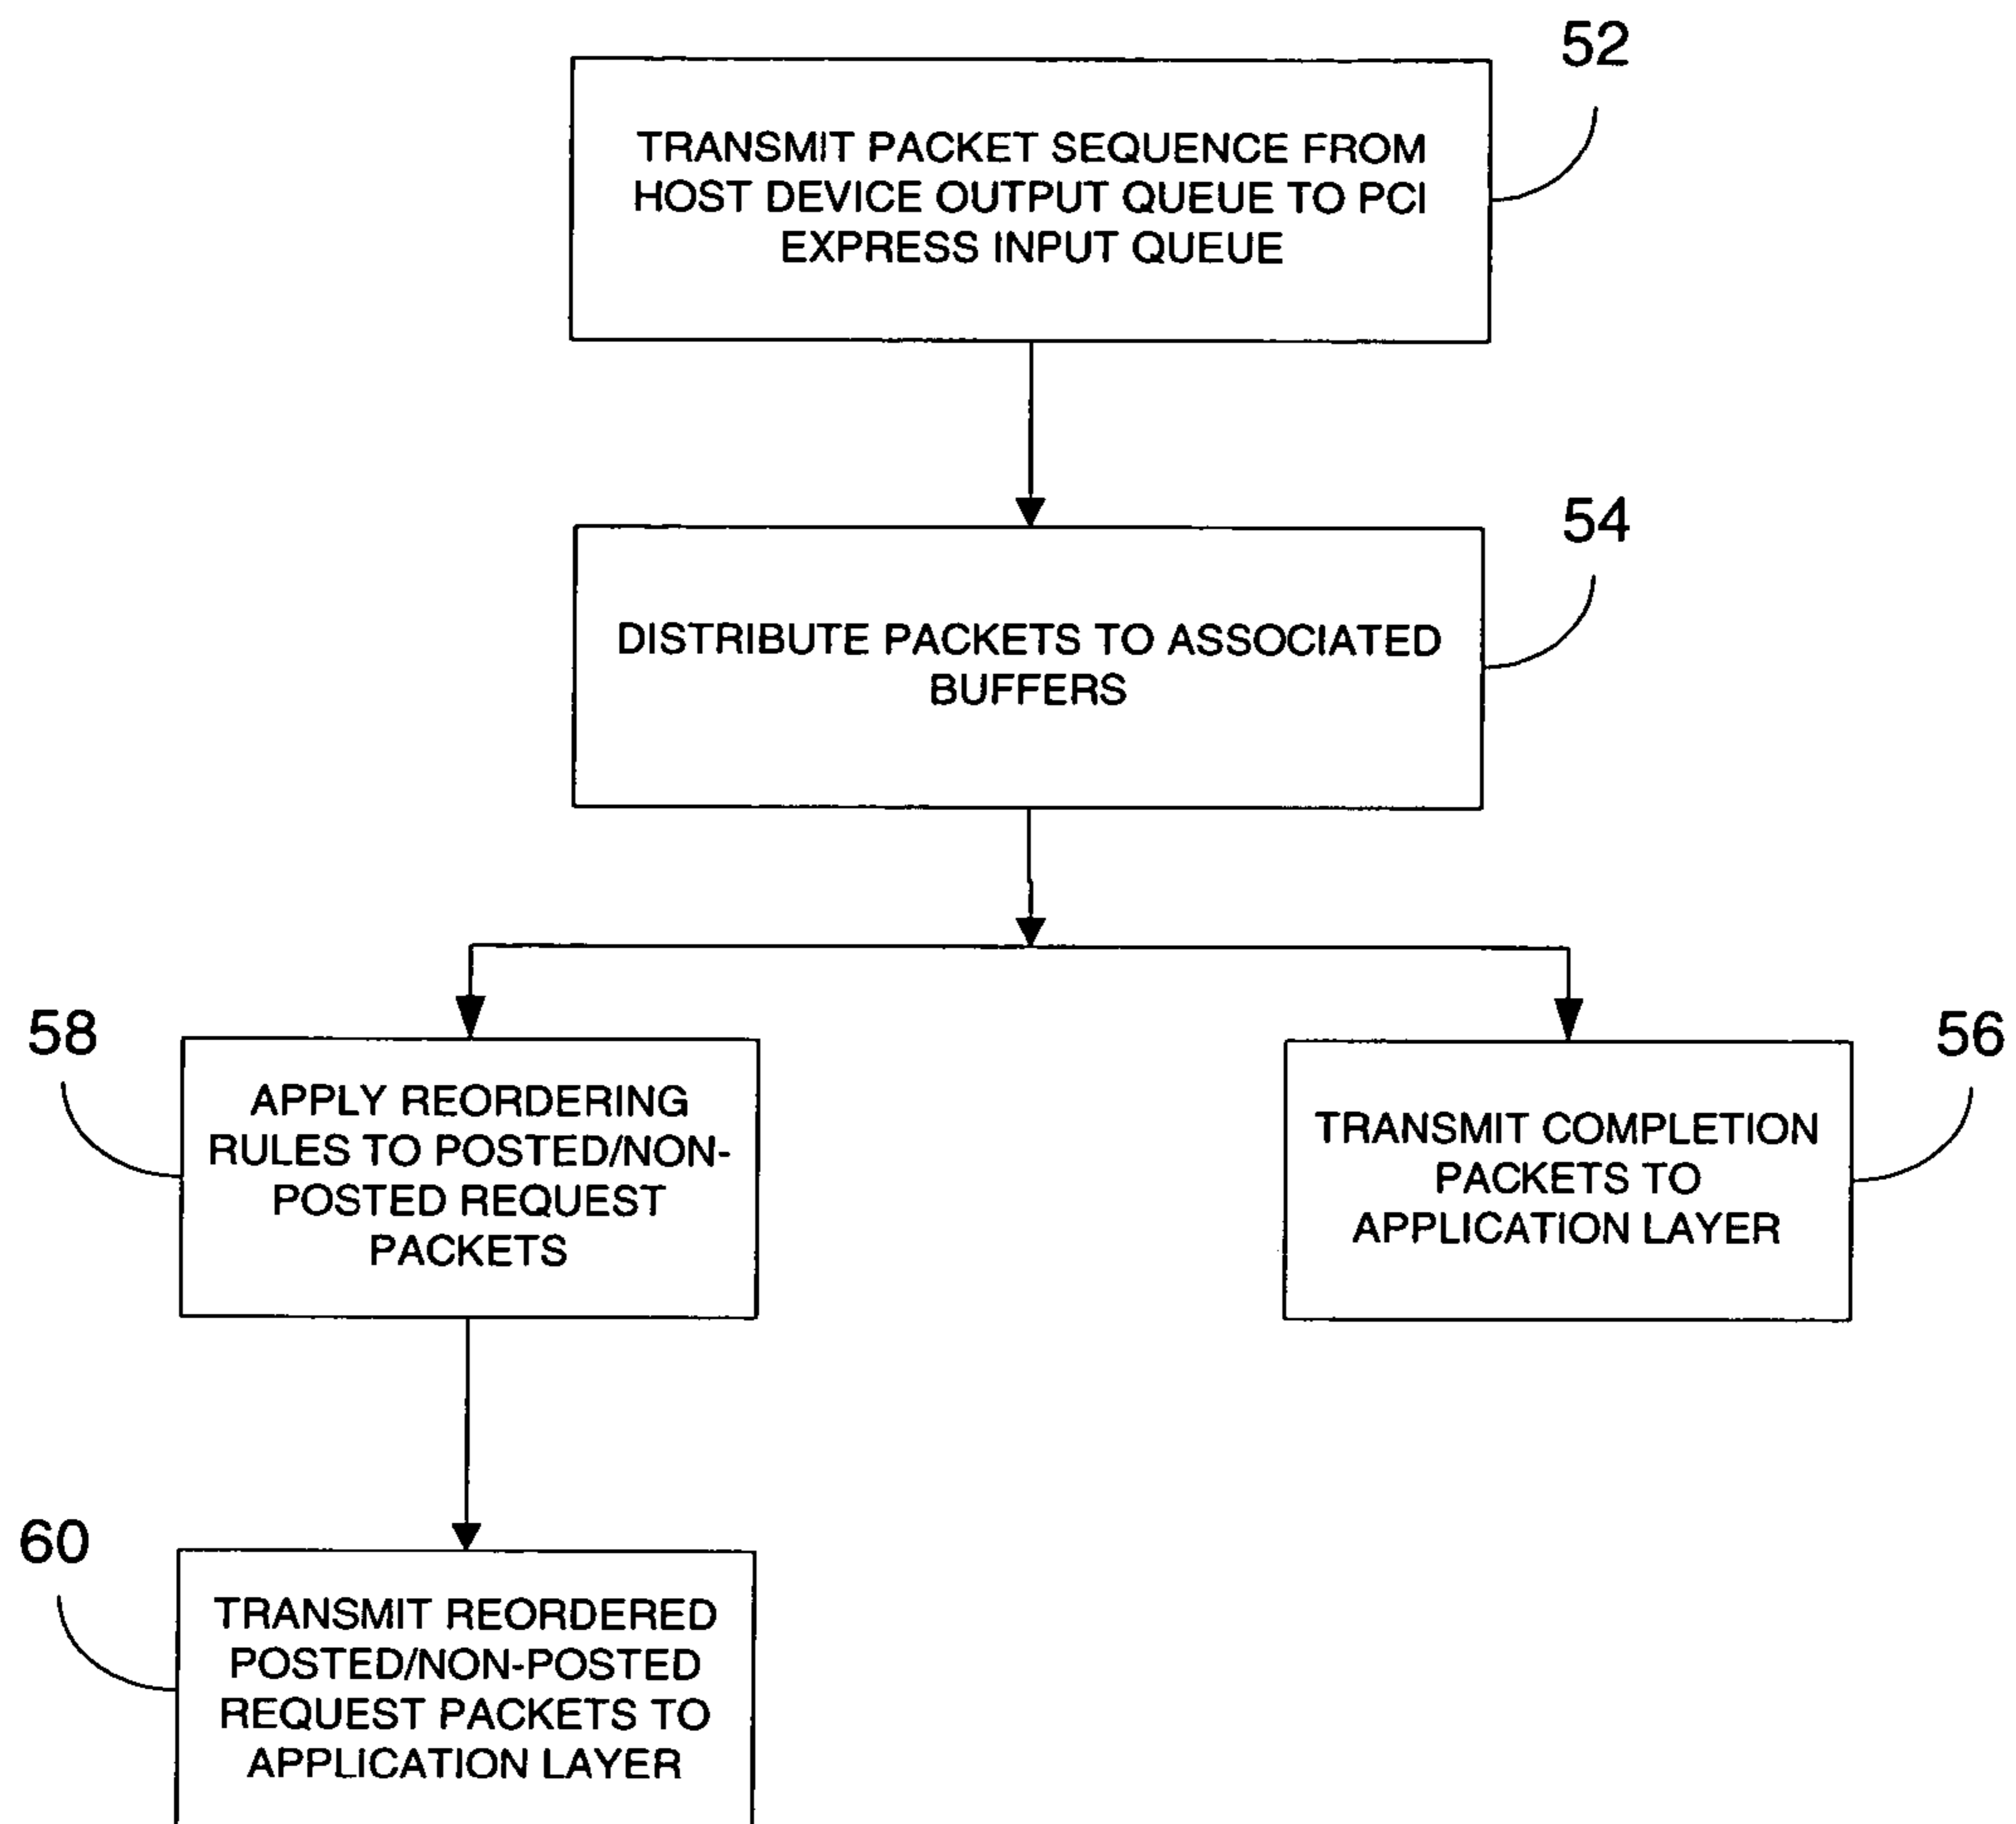 52
TRANSMIT PACKET SEQUENCE FROM
HOST DEVICE OUTPUT QUEUE TO PCI
EXPRESS INPUT QUEUE
54
DISTRIBUTE PACKETS TO ASSOCIATED
BUFFERS
58
APPLY REORDERING
RULES TO POSTED/NON-
POSTED REQUEST
PACKETS
56
TRANSMIT COMPLETION
PACKETS TO
APPLICATION LAYER
60
TRANSMIT REORDERED
POSTED/NON-POSTED
REQUEST PACKETS TO
APPLICATION LAYER